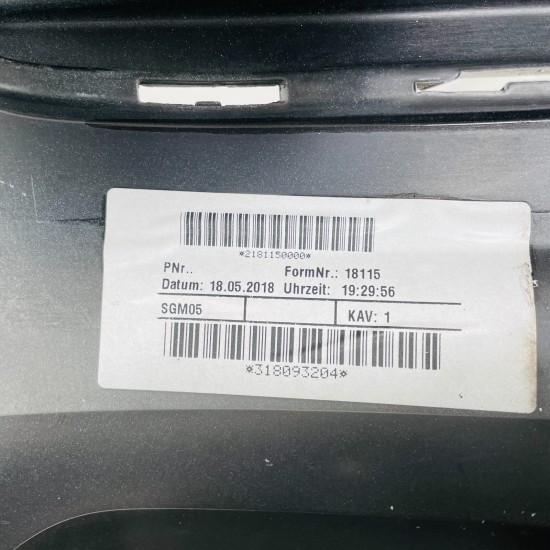 *2181150000*
PNr.. FormNr.: 18115
Datum: 18.05.2018 Uhrzeit: 19:29:56
SGM05 KAV: 1
*318093204*